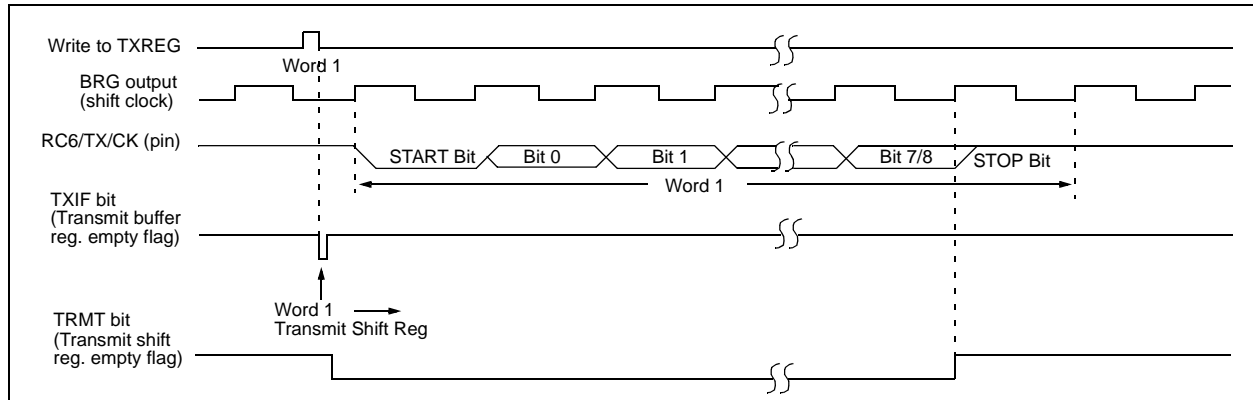 Write to TXREG
Word 1
BRG output
(shift clock)
RC6/TX/CK (pin)
START Bit
Bit 0
Bit 1
Bit 7/8
STOP Bit
Word 1
TXIF bit
(Transmit buffer
reg. empty flag)
Word 1
Transmit Shift Reg
TRMT bit
(Transmit shift
reg. empty flag)